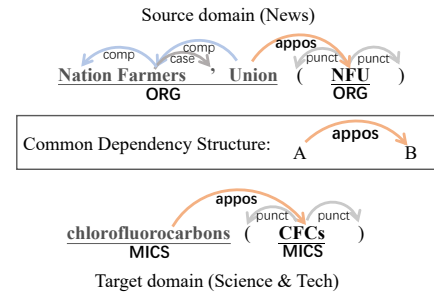 Source domain (News)
comp comp appos punct punct
case
Nation Farmers ' Union ( NFU )
ORG ORG
appos
Common Dependency Structure: A B
appos
punct punct
chlorofluorocarbons ( CFCs )
MICS MICS
Target domain (Science & Tech)